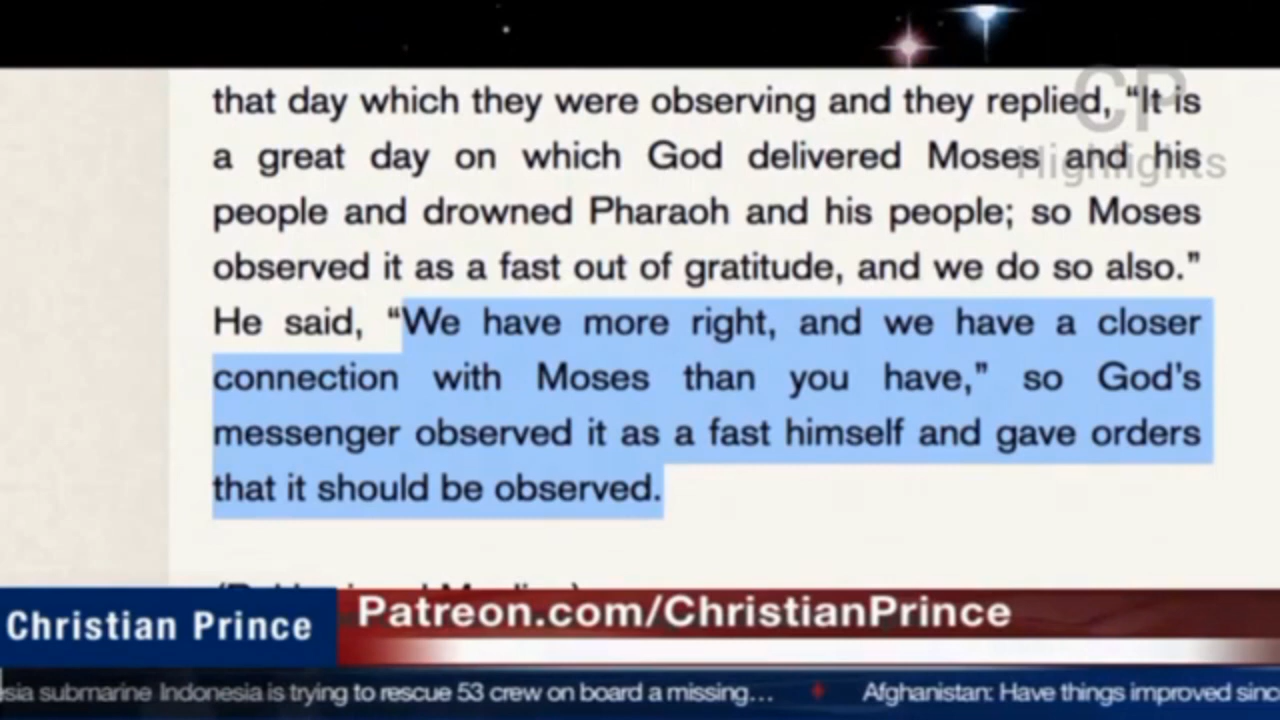 that day which they were observing and they replied, “It is
a great day on which God delivered Moses and his
people and drowned Pharaoh and his people; so Moses
observed it as a fast out of gratitude, and we do so also.”
He said, “We have more right, and we have a closer
connection with Moses than you have,” so God’s
messenger observed it as a fast himself and gave orders
that it should be observed.
CP
Highlights
Christian Prince
Patreon.com/ChristianPrince
sia submarine Indonesia is trying to rescue 53 crew on board a missing... Afghanistan: Have things improved sinc